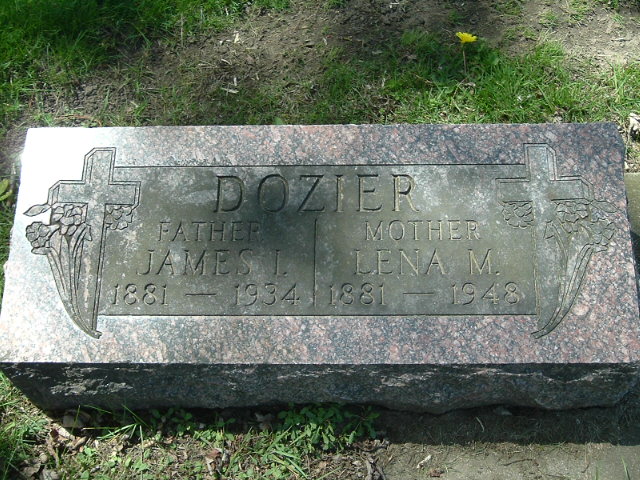 DOZIER
FATHER MOTHER
JAMES I. LENA M.
1881 — 1934 1881 — 1948